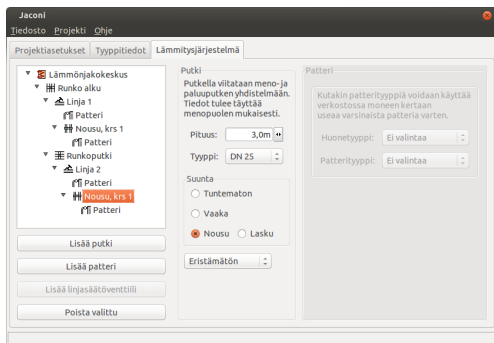 Jaconi
Tiedosto Projekti Ohje
Projektiasetukset Tyyppitiedot Lämmitysjärjestelmä
Lämmönjakokeskus
Runko alku
Linja 1
Patteri
Nousu, krs 1
Patteri
Runkoputki
Linja 2
Patteri
Nousu, krs 1
Patteri
Lisää putki
Lisää patteri
Lisää linjasäätöventtiili
Poista valittu
Putki
Putkella viitataan meno- ja
paluuputken yhdistelmään.
Tiedot tulee täyttää
menopuolen mukaisesti.
Pituus: 3,0m
Tyyppi: DN 25
Suunta
Tuntematon
Vaaka
Nousu Lasku
Eristämätön
Patteri
Kutakin patterityyppiä voidaan käyttää
verkostossa moneen kertaan
useaa varsinaista patteria varten.
Huonetyyppi: Ei valintaa
Patterityyppi: Ei valintaa